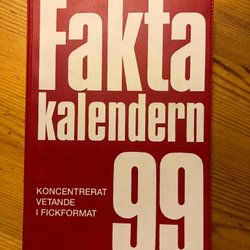 Fakta
kalendern
99
KONCENTRERAT
VETANDE
I FICKFORMAT